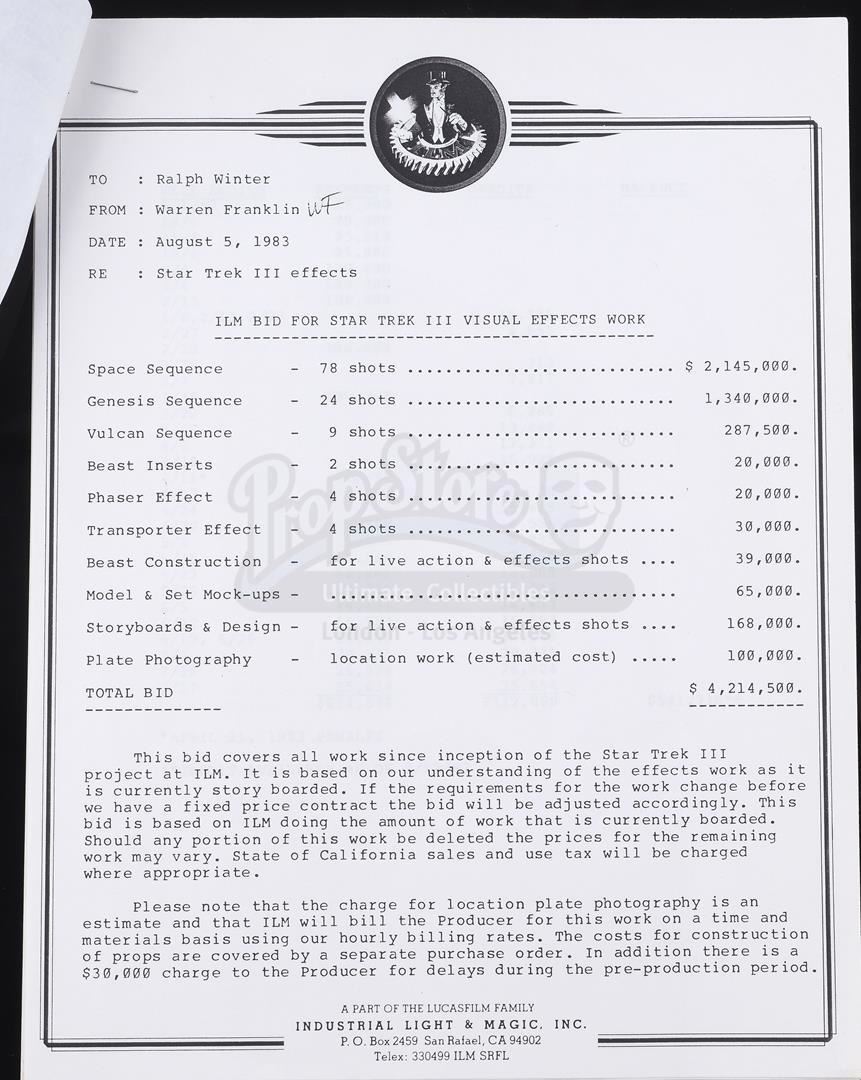 TO : Ralph Winter
FROM : Warren Franklin WF
DATE : August 5, 1983
RE : Star Trek III effects
ILM BID FOR STAR TREK III VISUAL EFFECTS WORK
Space Sequence - 78 shots ............................ $ 2,145,000.
Genesis Sequence - 24 shots ............................ 1,340,000.
Vulcan Sequence - 9 shots ............................ 287,500.
Beast Inserts - 2 shots ............................ 20,000.
Phaser Effect - 4 shots ............................ 20,000.
Transporter Effect - 4 shots ............................ 30,000.
Beast Construction - for live action & effects shots .... 39,000.
Model & Set Mock-ups - .................................... 65,000.
Storyboards & Design - for live action & effects shots .... 168,000.
Plate Photography - location work (estimated cost) ..... 100,000.
TOTAL BID $ 4,214,500.
PropStore ®
Ultimate Collectibles
London - Los Angeles
This bid covers all work since inception of the Star Trek III
project at ILM. It is based on our understanding of the effects work as it
is currently story boarded. If the requirements for the work change before
we have a fixed price contract the bid will be adjusted accordingly. This
bid is based on ILM doing the amount of work that is currently boarded.
Should any portion of this work be deleted the prices for the remaining
work may vary. State of California sales and use tax will be charged
where appropriate.
Please note that the charge for location plate photography is an
estimate and that ILM will bill the Producer for this work on a time and
materials basis using our hourly billing rates. The costs for construction
of props are covered by a separate purchase order. In addition there is a
$30,000 charge to the Producer for delays during the pre-production period.
A PART OF THE LUCASFILM FAMILY
INDUSTRIAL LIGHT & MAGIC, INC.
P. O. Box 2459 San Rafael, CA 94902
Telex: 330499 ILM SRFL